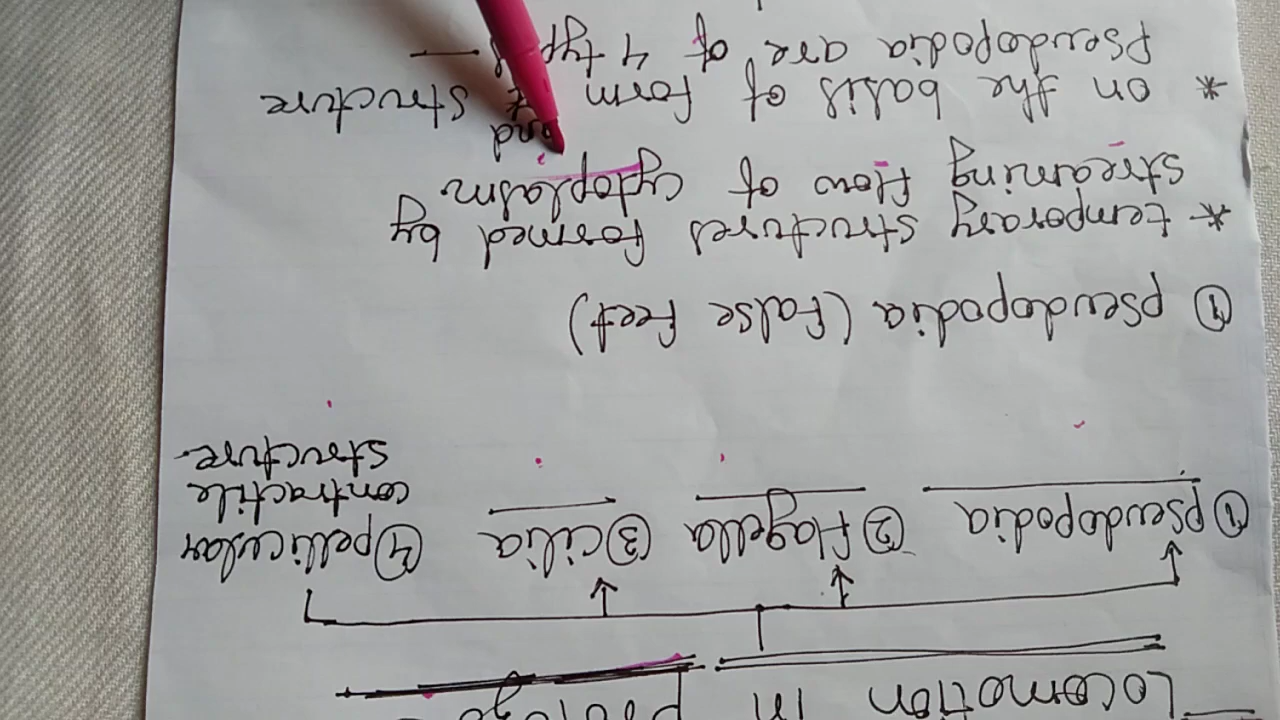 Locomotion in
① pseudopodia ② Flagella ③ Cilia ④ pellicular
contractile
structure
① pseudopodia (False Feet)
* temporary structures formed by
streaming flow of cytoplasm
* on the basis of form and structure
pseudopodia are of 4 types —